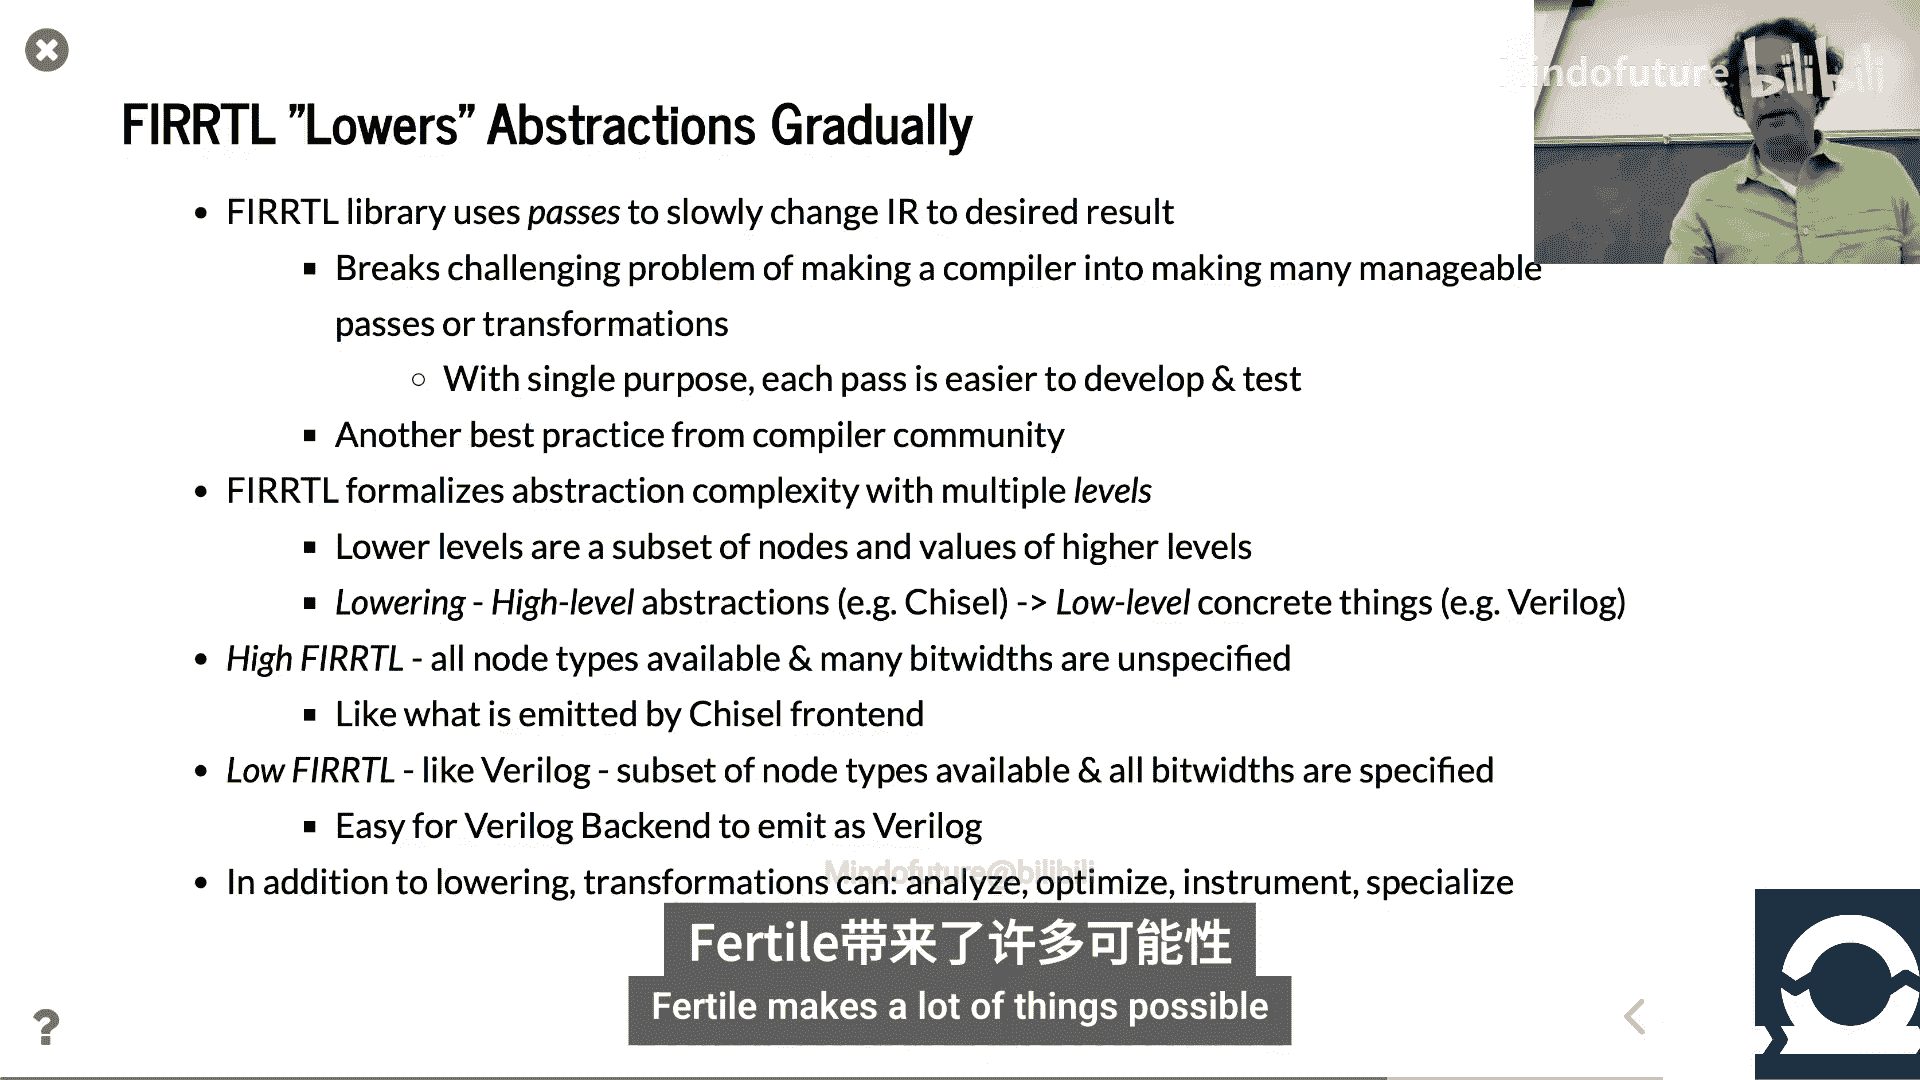 FIRRTL "Lowers" Abstractions Gradually
Mindofuture bilibili
• FIRRTL library uses passes to slowly change IR to desired result
▪ Breaks challenging problem of making a compiler into making many manageable
passes or transformations
○ With single purpose, each pass is easier to develop & test
▪ Another best practice from compiler community
• FIRRTL formalizes abstraction complexity with multiple levels
▪ Lower levels are a subset of nodes and values of higher levels
▪ Lowering - High-level abstractions (e.g. Chisel) -> Low-level concrete things (e.g. Verilog)
• High FIRRTL - all node types available & many bitwidths are unspecified
▪ Like what is emitted by Chisel frontend
• Low FIRRTL - like Verilog - subset of node types available & all bitwidths are specified
▪ Easy for Verilog Backend to emit as Verilog
Mindofuture@bilibili
• In addition to lowering, transformations can: analyze, optimize, instrument, specialize
Fertile带来了许多可能性
Fertile makes a lot of things possible
?